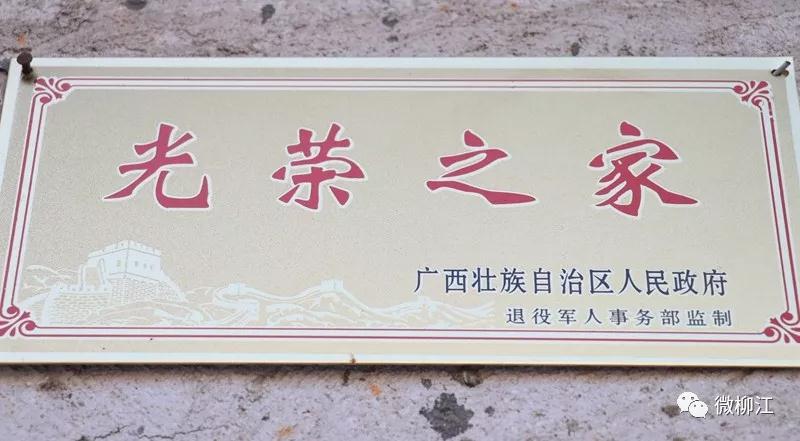 光荣之家
广西壮族自治区人民政府
退役军人事务部监制
微柳江